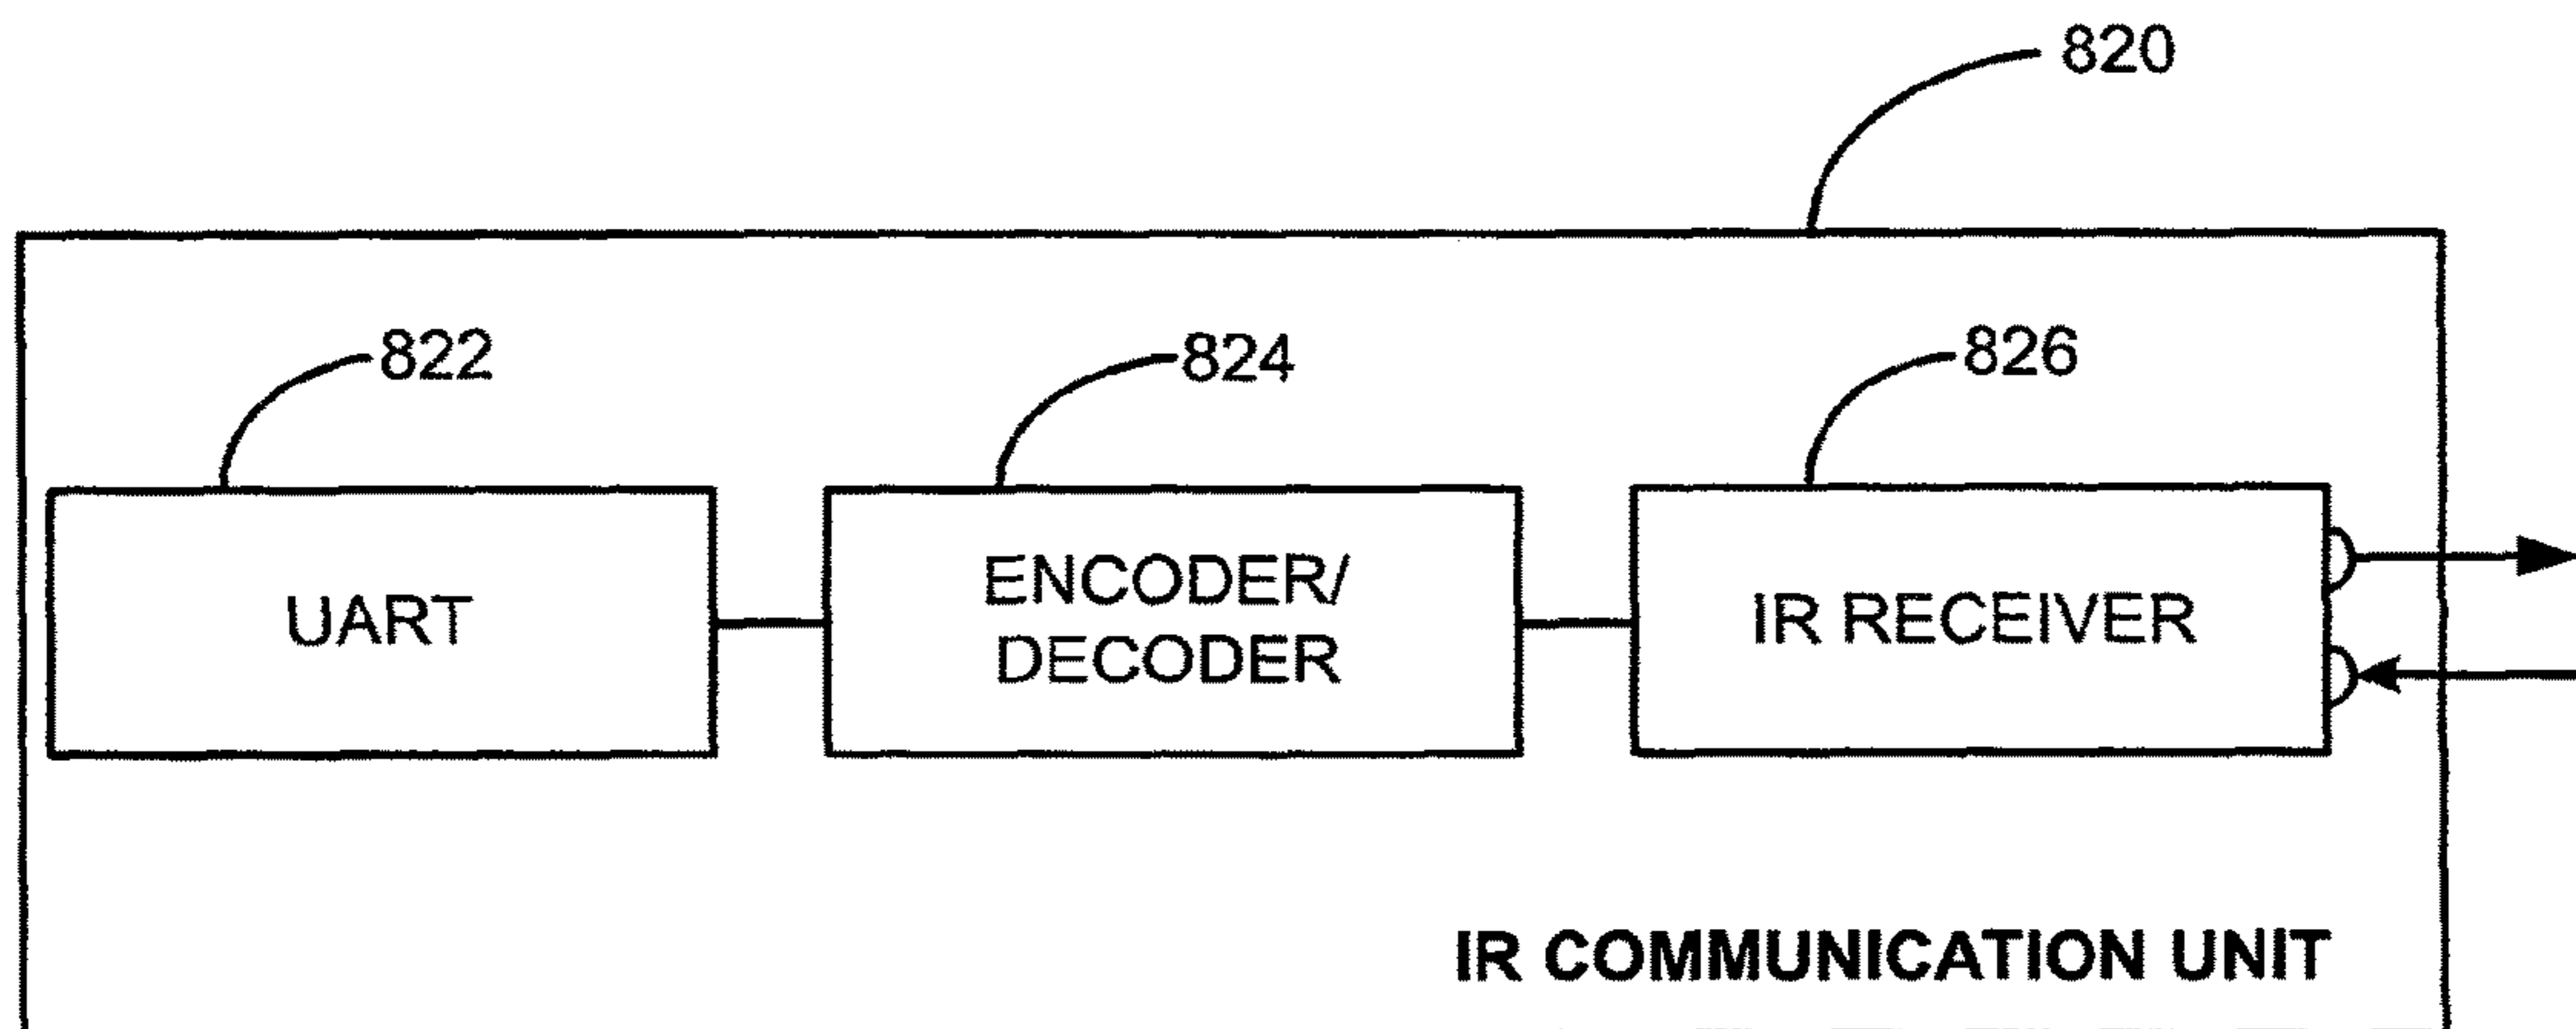 820
822
824
826
UART
ENCODER/
DECODER
IR RECEIVER
IR COMMUNICATION UNIT